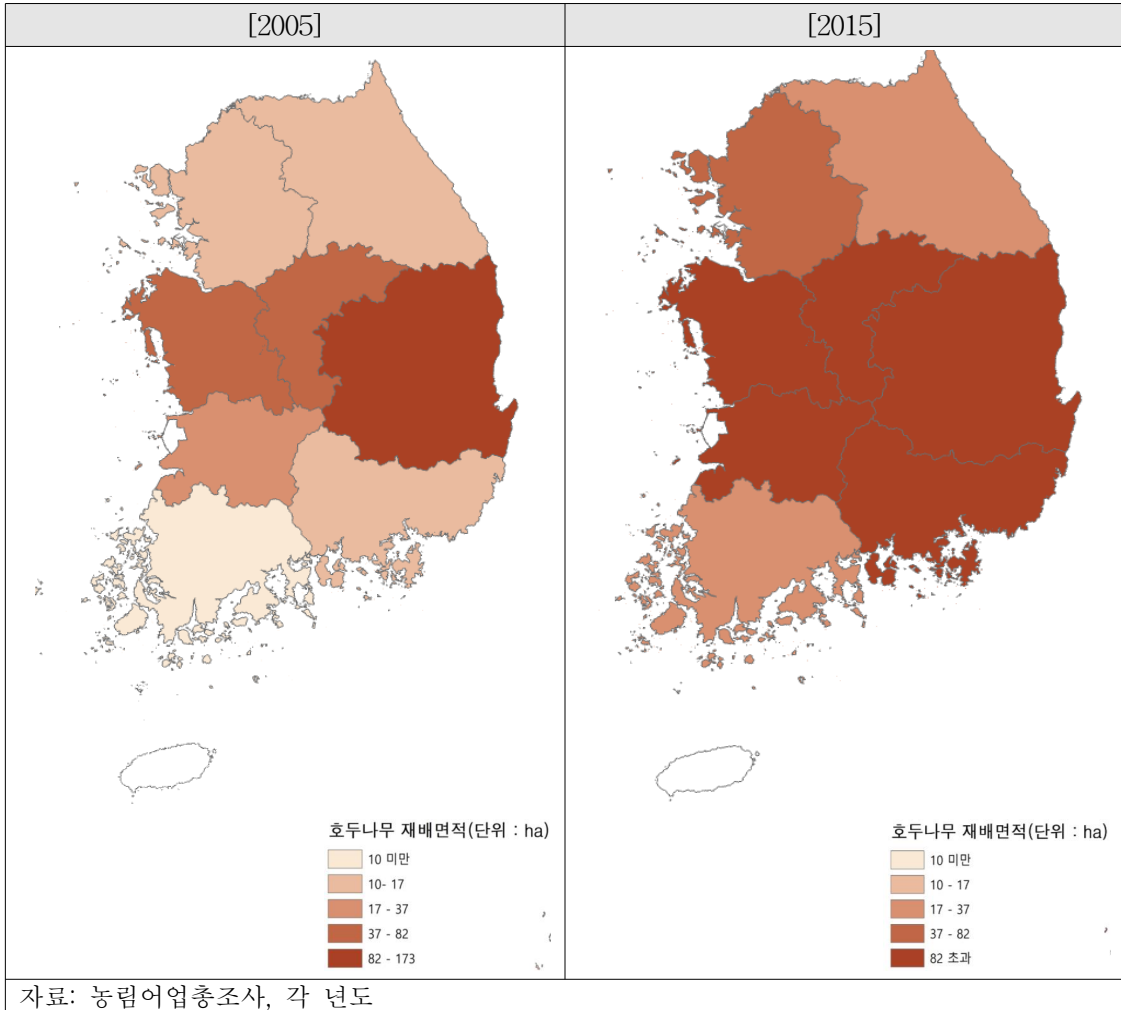 [2005]
[2015]
호두나무 재배면적(단위 : ha)
10 미만
10- 17
17 - 37
37 - 82
82 - 173
호두나무 재배면적(단위 : ha)
10 미만
10 - 17
17 - 37
37 - 82
82 초과
자료: 농림어업총조사, 각 년도